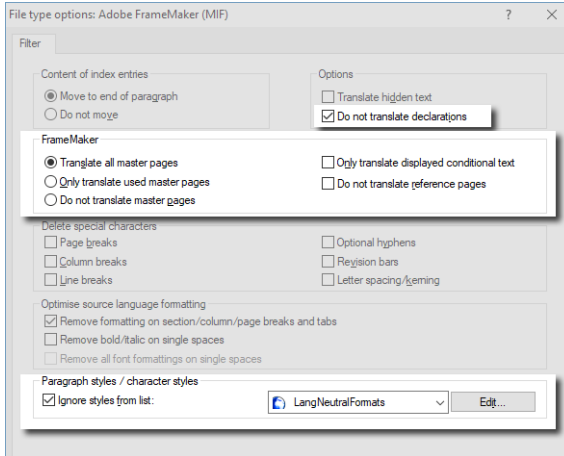 File type options: Adobe FrameMaker (MIF)
Filter
Content of index entries
Move to end of paragraph
Do not move
Options
Translate hidden text
Do not translate declarations
FrameMaker
Translate all master pages
Only translate used master pages
Do not translate master pages
Only translate displayed conditional text
Do not translate reference pages
Delete special characters
Page breaks
Column breaks
Line breaks
Optional hyphens
Revision bars
Letter spacing/kerning
Optimise source language formatting
Remove formatting on section/column/page breaks and tabs
Remove bold/italic on single spaces
Remove all font formattings on single spaces
Paragraph styles / character styles
Ignore styles from list:
LangNeutralFormats
Edit...